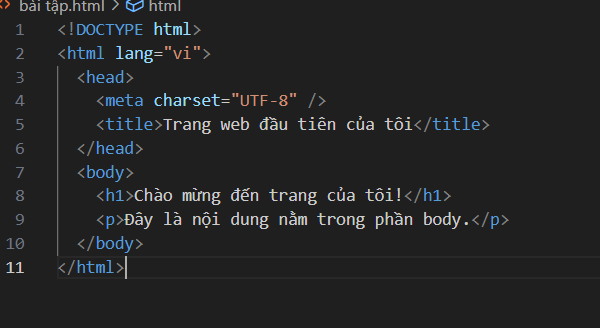 bài tập.html > html
1 <!DOCTYPE html>
2 <html lang="vi">
3 <head>
4 <meta charset="UTF-8" />
5 <title>Trang web đầu tiên của tôi</title>
6 </head>
7 <body>
8 <h1>Chào mừng đến trang của tôi!</h1>
9 <p>Đây là nội dung nằm trong phần body.</p>
10 </body>
11 </html>